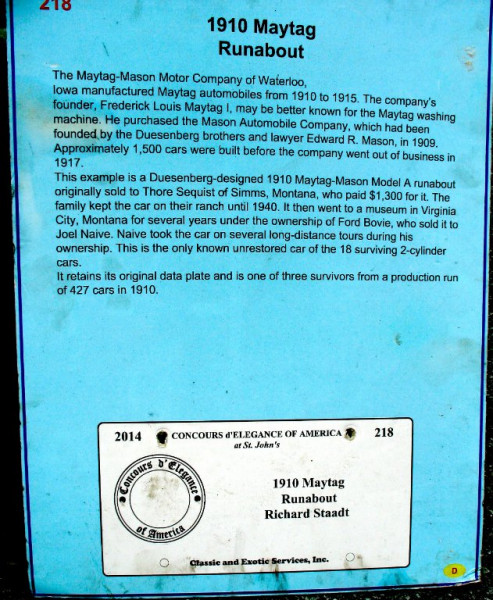 218
1910 Maytag
Runabout
The Maytag-Mason Motor Company of Waterloo,
Iowa manufactured Maytag automobiles from 1910 to 1915. The company's
founder, Frederick Louis Maytag I, may be better known for the Maytag washing
machine. He purchased the Mason Automobile Company, which had been
founded by the Duesenberg brothers and lawyer Edward R. Mason, in 1909.
Approximately 1,500 cars were built before the company went out of business in
1917.
This example is a Duesenberg-designed 1910 Maytag-Mason Model A runabout
originally sold to Thore Sequist of Simms, Montana, who paid $1,300 for it. The
family kept the car on their ranch until 1940. It then went to a museum in Virginia
City, Montana for several years under the ownership of Ford Bovie, who sold it to
Joel Naive. Naive took the car on several long-distance tours during his
ownership. This is the only known unrestored car of the 18 surviving 2-cylinder
cars.
It retains its original data plate and is one of three survivors from a production run
of 427 cars in 1910.
2014 CONCOURS d'ELEGANCE OF AMERICA 218
at St. John's
Concours d'Elegance
of America
1910 Maytag
Runabout
Richard Staadt
Classic and Exotic Services, Inc.
D